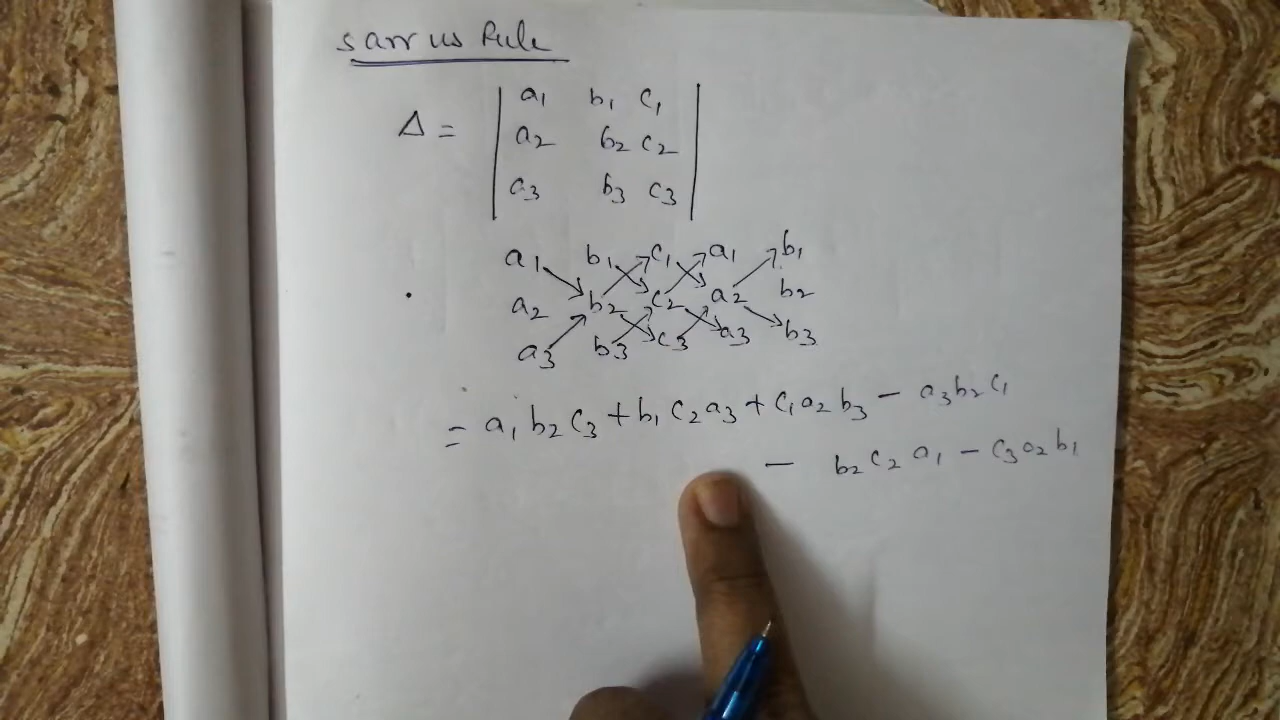 sarrus Rule
Δ = | a₁ b₁ c₁ |
| a₂ b₂ c₂ |
| a₃ b₃ c₃ |
a₁ b₁ c₁ a₁ b₁
a₂ b₂ c₂ a₂ b₂
a₃ b₃ c₃ a₃ b₃
= a₁ b₂ c₃ + b₁ c₂ a₃ + c₁ a₂ b₃ - a₃ b₂ c₁
- b₂ c₂ a₁ - c₃ a₂ b₁